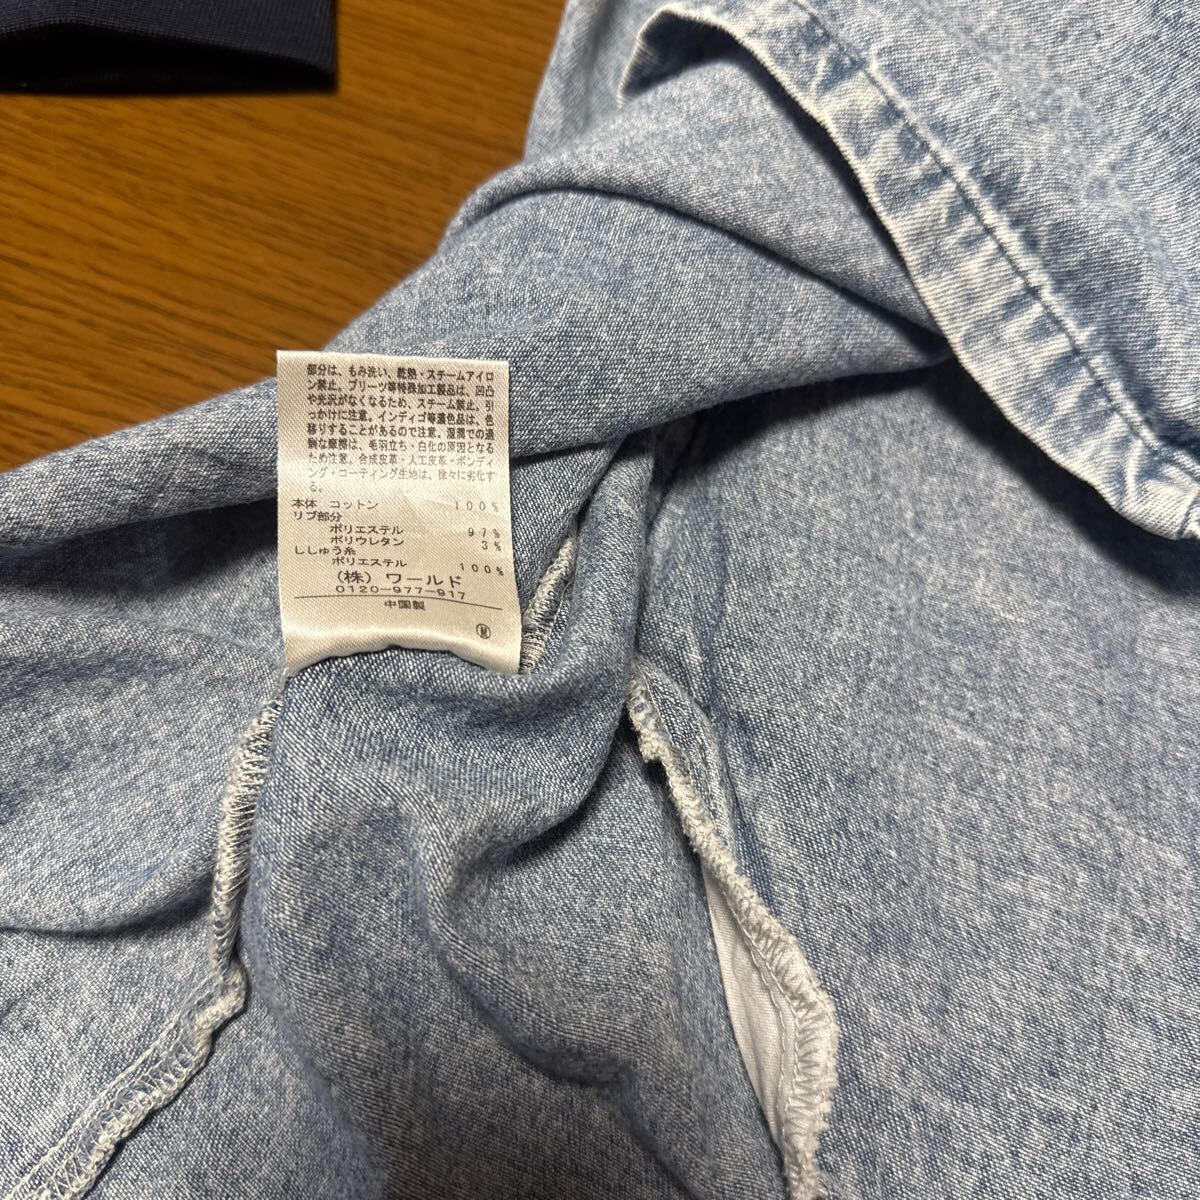 部分は、もみ洗い、乾熱・スチームアイロ
ン禁止。プリーツ等特殊加工製品は、凹凸
や光沢がなくなるため、スチーム禁止。引
っかけに注意。インディゴ等濃色品は、色
移りすることがあるので注意。湿潤での過
剰な摩擦は、毛羽立ち・白化の原因となる
ため注意。合成皮革・人工皮革・ボンディ
ング・コーティング生地は、徐々に劣化す
る。
本体 コットン 100%
リブ部分
ポリエステル 97%
ポリウレタン 3%
ししゅう糸
ポリエステル 100%
(株) ワールド
0120-977-917
中国製
Ⓜ